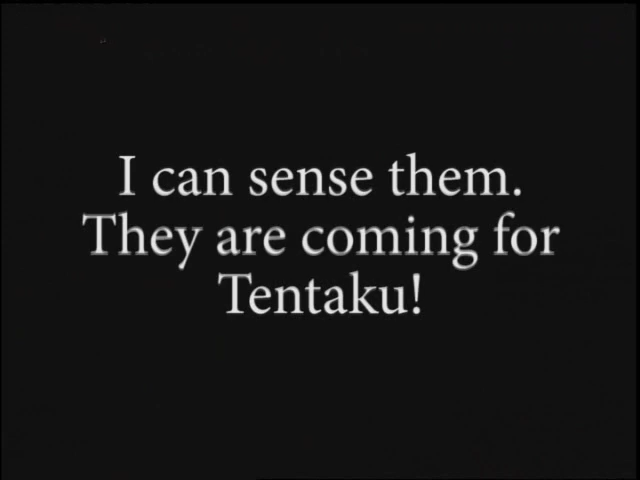 I can sense them.
They are coming for
Tentaku!